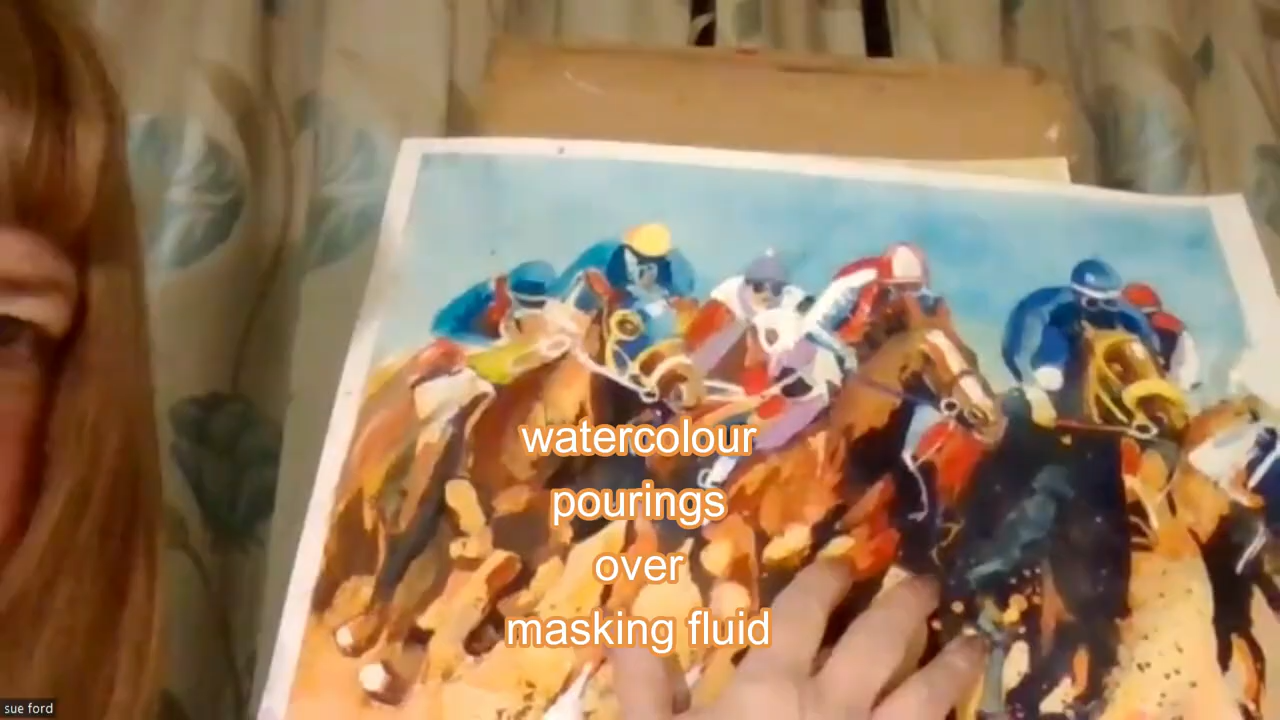 watercolour
pourings
over
masking fluid
sue ford